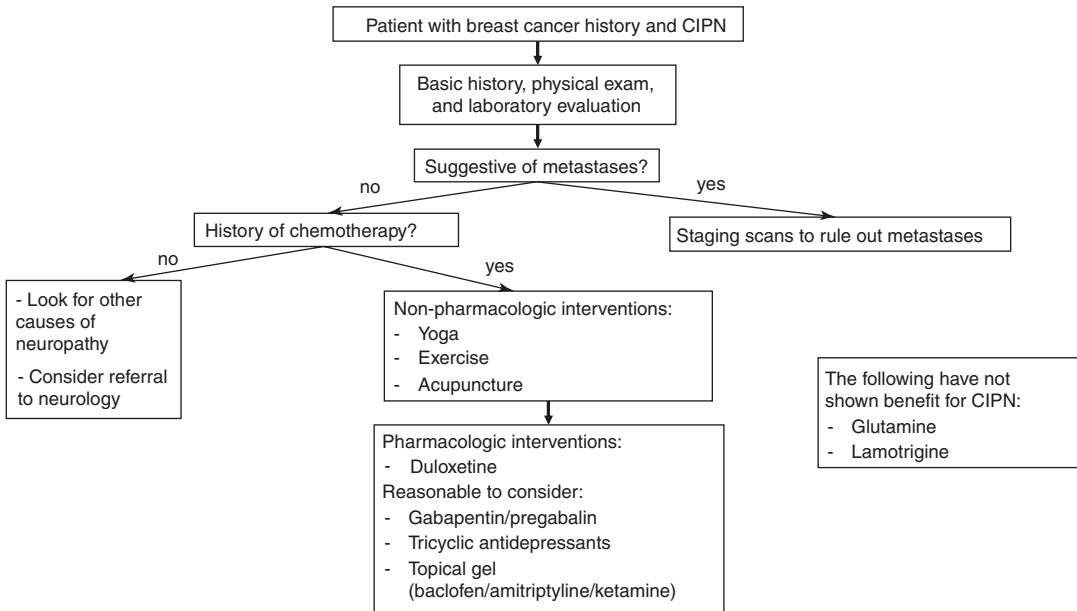 Patient with breast cancer history and CIPN
Basic history, physical exam,
and laboratory evaluation
Suggestive of metastases?
no
yes
History of chemotherapy?
Staging scans to rule out metastases
no
yes
- Look for other
causes of
neuropathy
- Consider referral
to neurology
Non-pharmacologic interventions:
- Yoga
- Exercise
- Acupuncture
The following have not
shown benefit for CIPN:
- Glutamine
- Lamotrigine
Pharmacologic interventions:
- Duloxetine
Reasonable to consider:
- Gabapentin/pregabalin
- Tricyclic antidepressants
- Topical gel
(baclofen/amitriptyline/ketamine)